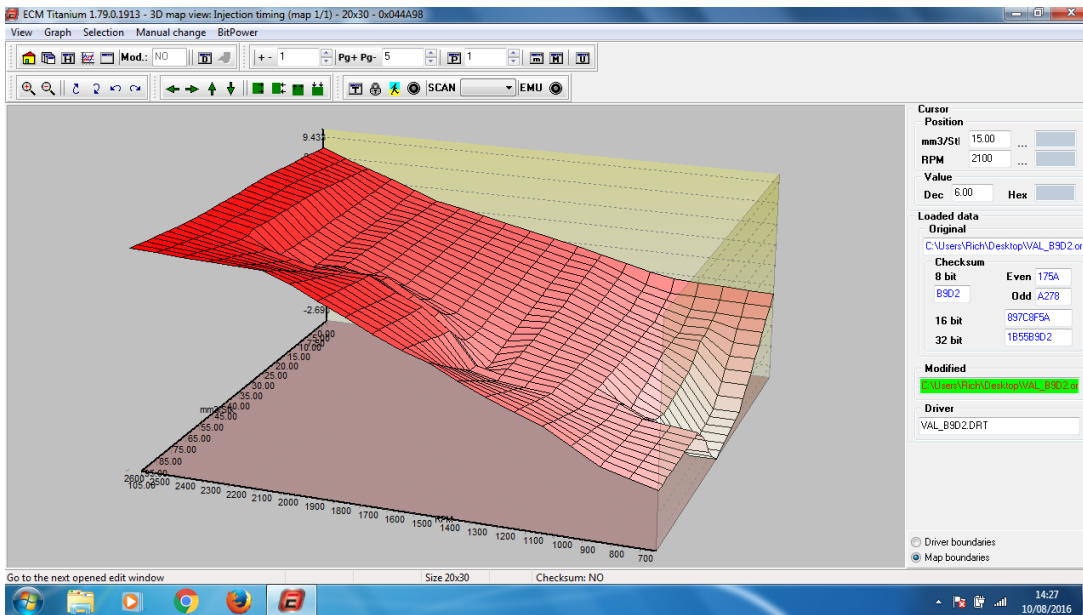 ECM Titanium 1.79.0.1913 - 3D map view: Injection timing (map 1/1) - 20x30 - 0x044A98
View Graph Selection Manual change BitPower
Mod.: NO D + - 1 Pg+ Pg- 5 P 1 m M U
T SCAN EMU
Cursor
Position
mm3/St 15.00 ...
RPM 2100 ...
Value
Dec 6.00 Hex
Loaded data
Original
C:\Users\Rich\Desktop\VAL_B9D2.or
Checksum
8 bit Even 175A
B9D2 Odd A278
16 bit 897C8F5A
32 bit 1B55B9D2
Modified
C:\Users\Rich\Desktop\VAL_B9D2.or
Driver
VAL_B9D2.DRT
Driver boundaries
Map boundaries
9.43
-2.69
0.00
10.00
15.00
20.00
25.00
30.00
35.00
40.00
45.00
55.00
65.00
75.00
85.00
95.00
105.00
2600 2500 2400 2300 2200 2100 2000 1900 1800 1700 1600 1500 RPM 1400 1300 1200 1100 1000 900 800 700
Go to the next opened edit window Size 20x30 Checksum: NO
14:27
10/08/2016